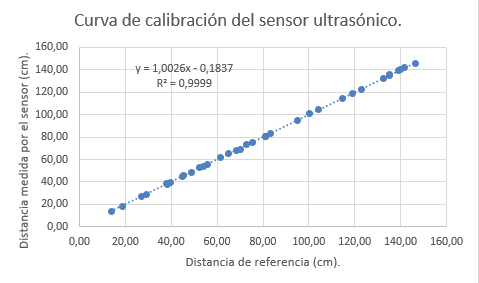 Curva de calibración del sensor ultrasónico.
Distancia medida por el sensor (cm).
160,00
140,00
120,00
100,00
80,00
60,00
40,00
20,00
0,00
y = 1,0026x - 0,1837
R² = 0,9999
0,00 20,00 40,00 60,00 80,00 100,00 120,00 140,00 160,00
Distancia de referencia (cm).